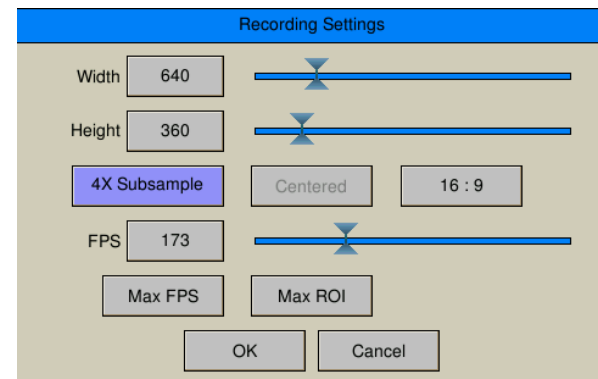 Recording Settings
Width 640
Height 360
4X Subsample Centered 16 : 9
FPS 173
Max FPS Max ROI
OK Cancel